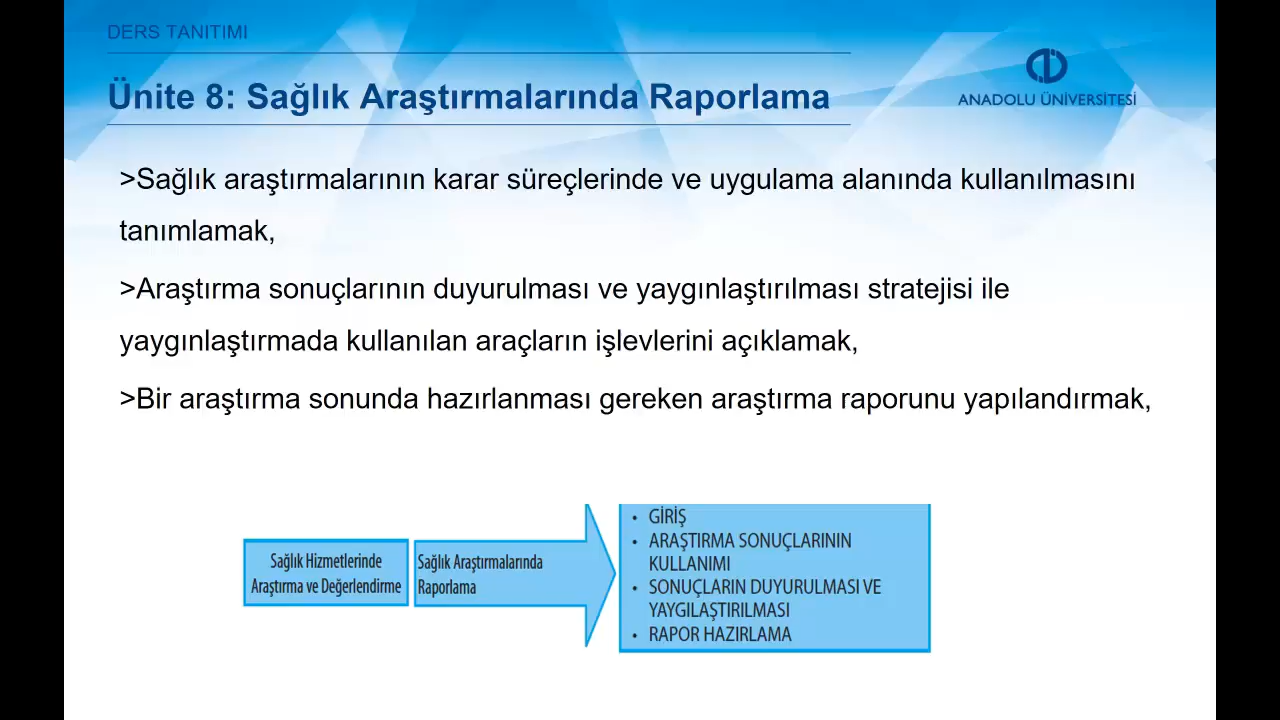 DERS TANITIMI
Ünite 8: Sağlık Araştırmalarında Raporlama
ANADOLU ÜNİVERSİTESİ
>Sağlık araştırmalarının karar süreçlerinde ve uygulama alanında kullanılmasını
tanımlamak,
>Araştırma sonuçlarının duyurulması ve yaygınlaştırılması stratejisi ile
yaygınlaştırmada kullanılan araçların işlevlerini açıklamak,
>Bir araştırma sonunda hazırlanması gereken araştırma raporunu yapılandırmak,
Sağlık Hizmetlerinde
Araştırma ve Değerlendirme
Sağlık Araştırmalarında
Raporlama
• GİRİŞ
• ARAŞTIRMA SONUÇLARININ
KULLANIMI
• SONUÇLARIN DUYURULMASI VE
YAYGILAŞTIRILMASI
• RAPOR HAZIRLAMA